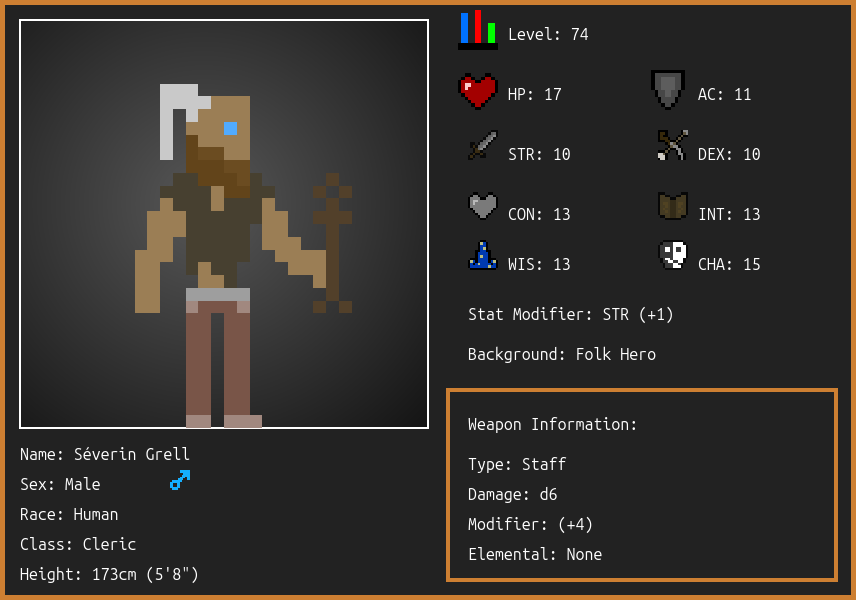 Level: 74
HP: 17
AC: 11
STR: 10
DEX: 10
CON: 13
INT: 13
WIS: 13
CHA: 15
Stat Modifier: STR (+1)
Background: Folk Hero
Weapon Information:
Type: Staff
Damage: d6
Modifier: (+4)
Elemental: None
Name: Séverin Grell
Sex: Male
Race: Human
Class: Cleric
Height: 173cm (5'8")